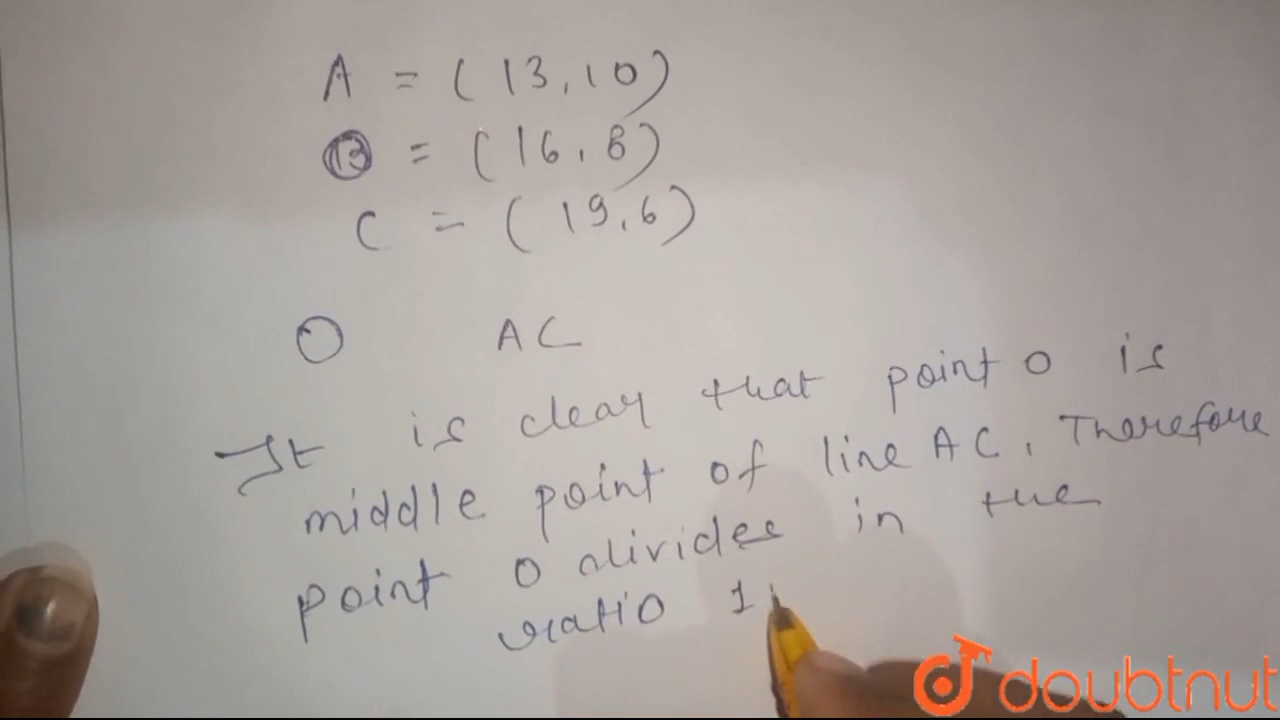 A = (13,10)
B = (16,8)
C = (19,6)
O AC
It is clear that point O is
middle point of line AC, Therefore
point O divides in the
ratio 1
doubtnut